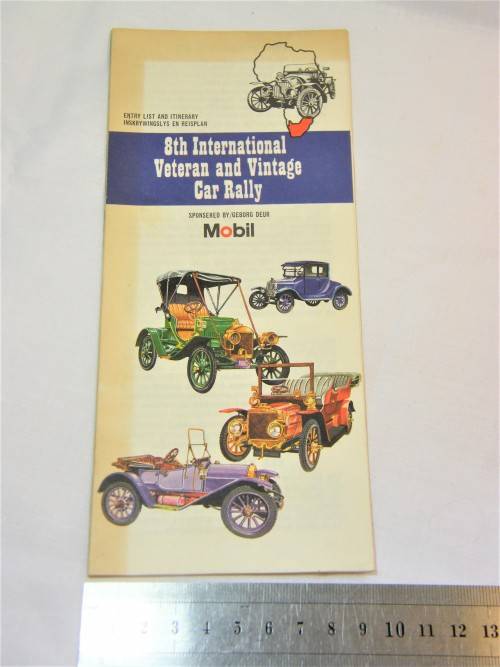 ENTRY LIST AND ITINERARY
INSKRYWINGSLYS EN REISPLAN
8th International
Veteran and Vintage
Car Rally
SPONSERED BY/GEBORG DEUR
Mobil
1 2 3 4 5 6 7 8 9 10 11 12 13